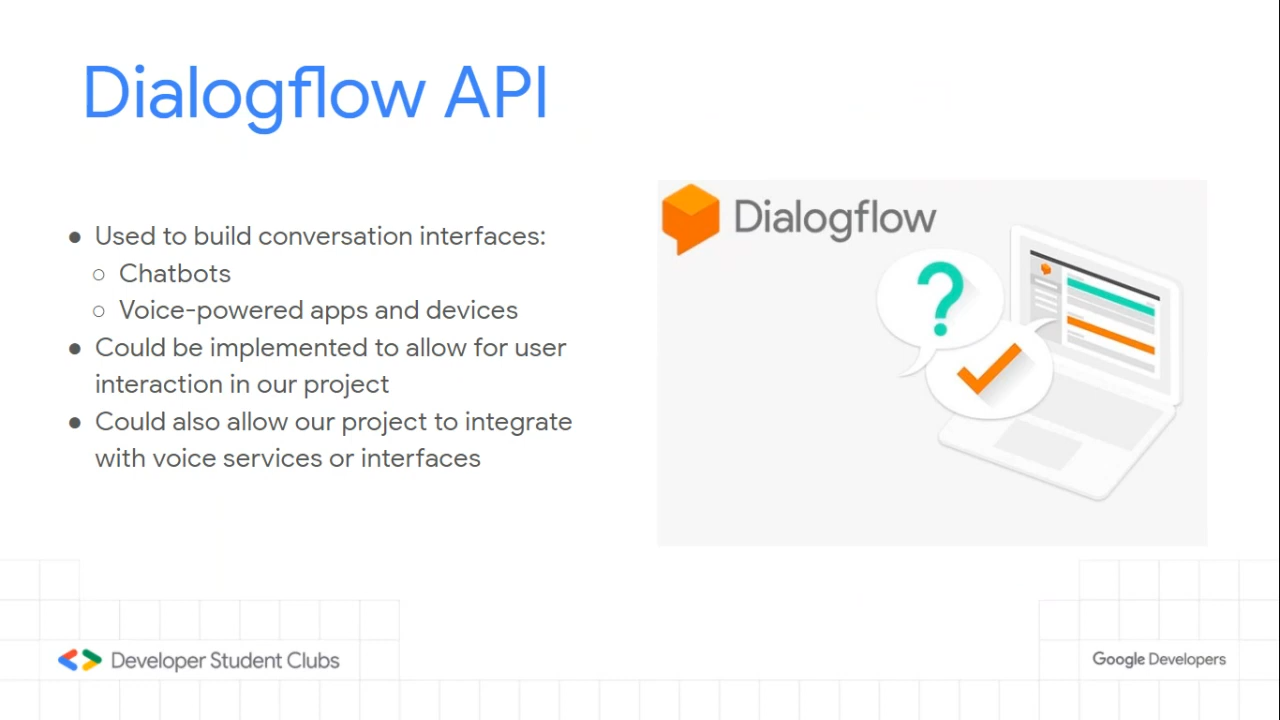 Dialogflow API
● Used to build conversation interfaces:
○ Chatbots
○ Voice-powered apps and devices
● Could be implemented to allow for user
interaction in our project
● Could also allow our project to integrate
with voice services or interfaces
Dialogflow
?
Developer Student Clubs
Google Developers